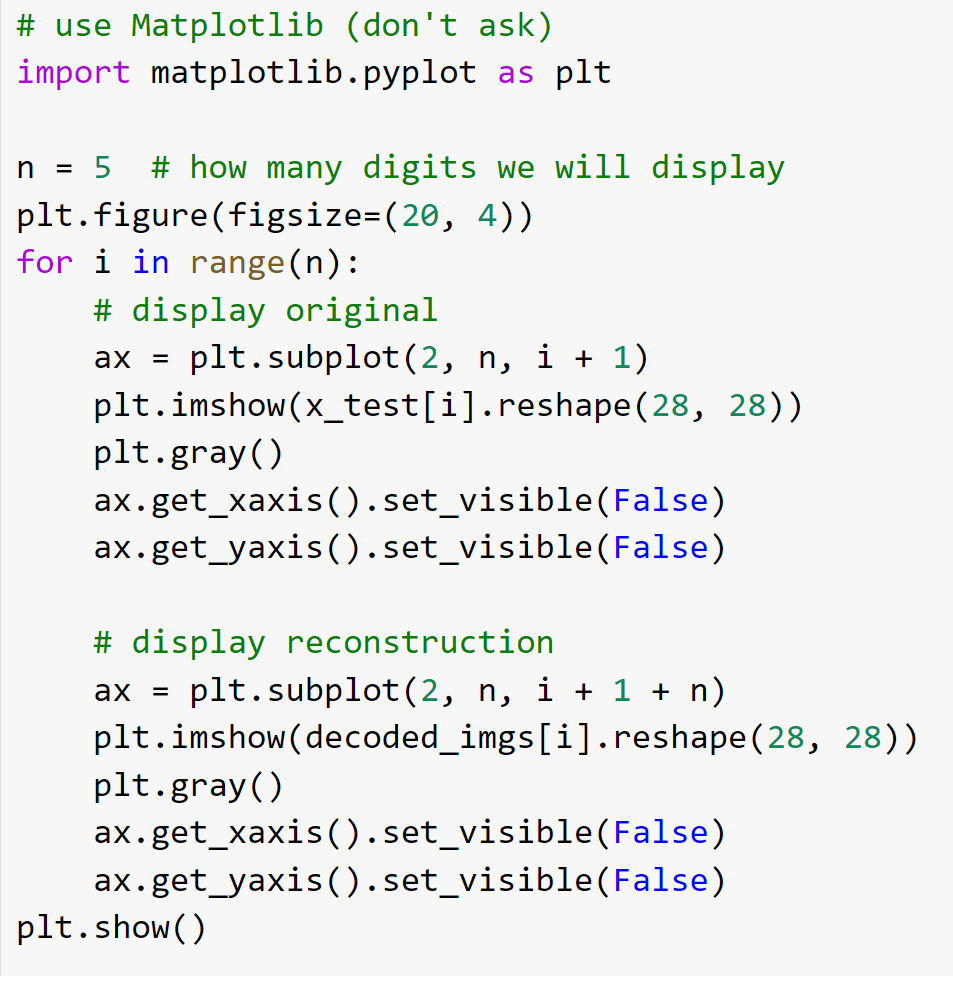 # use Matplotlib (don't ask)
import matplotlib.pyplot as plt

n = 5  # how many digits we will display
plt.figure(figsize=(20, 4))
for i in range(n):
    # display original
    ax = plt.subplot(2, n, i + 1)
    plt.imshow(x_test[i].reshape(28, 28))
    plt.gray()
    ax.get_xaxis().set_visible(False)
    ax.get_yaxis().set_visible(False)

    # display reconstruction
    ax = plt.subplot(2, n, i + 1 + n)
    plt.imshow(decoded_imgs[i].reshape(28, 28))
    plt.gray()
    ax.get_xaxis().set_visible(False)
    ax.get_yaxis().set_visible(False)
plt.show()